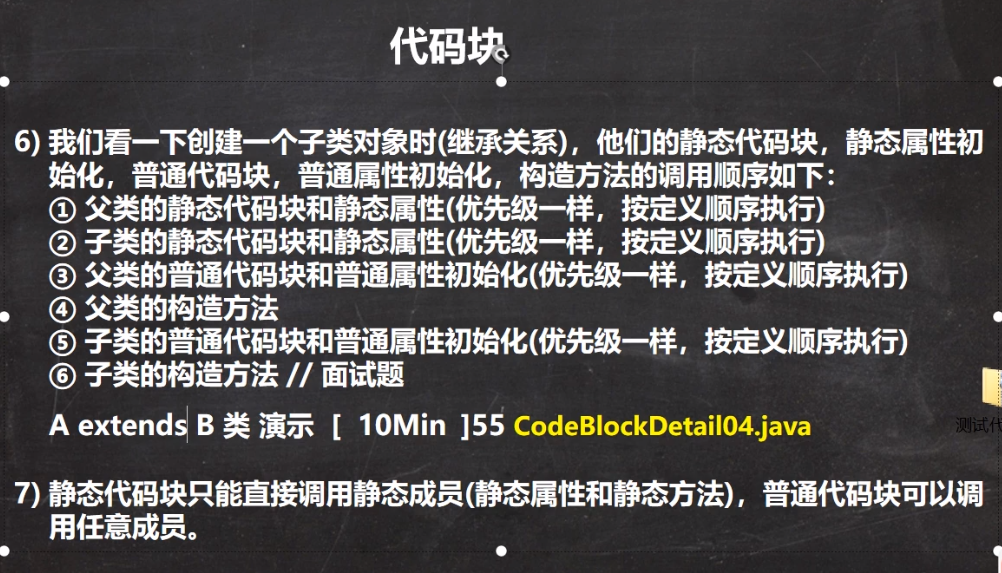 代码块
6) 我们看一下创建一个子类对象时(继承关系)，他们的静态代码块，静态属性初
始化，普通代码块，普通属性初始化，构造方法的调用顺序如下：
① 父类的静态代码块和静态属性(优先级一样，按定义顺序执行)
② 子类的静态代码块和静态属性(优先级一样，按定义顺序执行)
③ 父类的普通代码块和普通属性初始化(优先级一样，按定义顺序执行)
④ 父类的构造方法
⑤ 子类的普通代码块和普通属性初始化(优先级一样，按定义顺序执行)
⑥ 子类的构造方法 // 面试题
A extends B 类 演示 [ 10Min ]55 CodeBlockDetail04.java
测试代
7) 静态代码块只能直接调用静态成员(静态属性和静态方法)，普通代码块可以调
用任意成员。